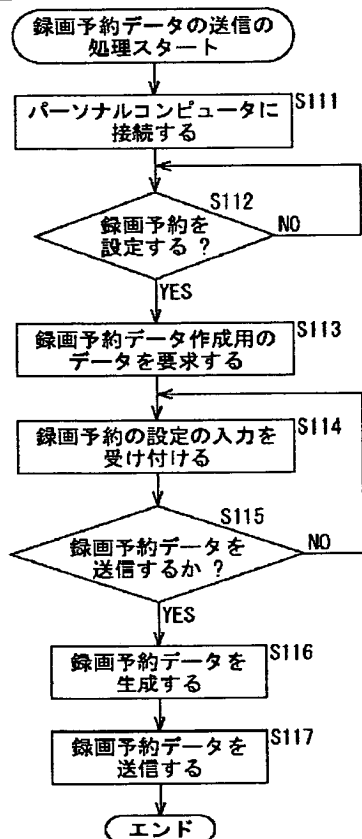 録画予約データの送信の
処理スタート
S111
パーソナルコンピュータに
接続する
S112
録画予約を
設定する ?
NO
YES
S113
録画予約データ作成用の
データを要求する
S114
録画予約の設定の入力を
受け付ける
S115
録画予約データを
送信するか ?
NO
YES
S116
録画予約データを
生成する
S117
録画予約データを
送信する
エンド